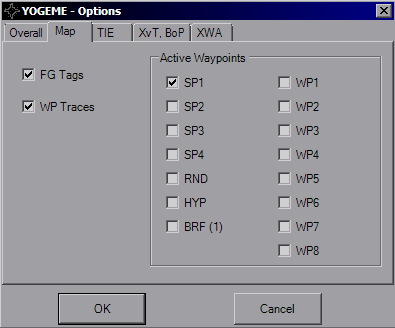 YOGEME - Options
Overall Map TIE XvT, BoP XWA
FG Tags
WP Traces
Active Waypoints
SP1 WP1
SP2 WP2
SP3 WP3
SP4 WP4
RND WP5
HYP WP6
BRF (1) WP7
WP8
OK Cancel